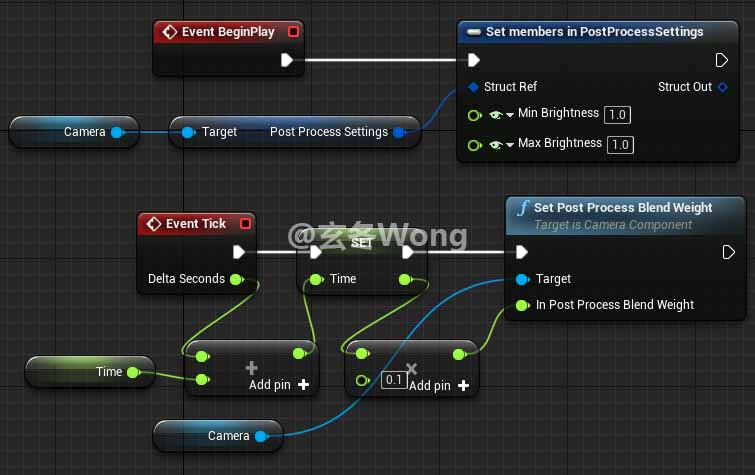 Event BeginPlay
Set members in PostProcessSettings
Struct Ref
Struct Out
Min Brightness 1.0
Max Brightness 1.0
Camera
Target
Post Process Settings
Event Tick
Delta Seconds
@玄冬Wong
SET
Time
Set Post Process Blend Weight
Target is Camera Component
Target
In Post Process Blend Weight
Time
+
Add pin +
×
0.1
Add pin +
Camera